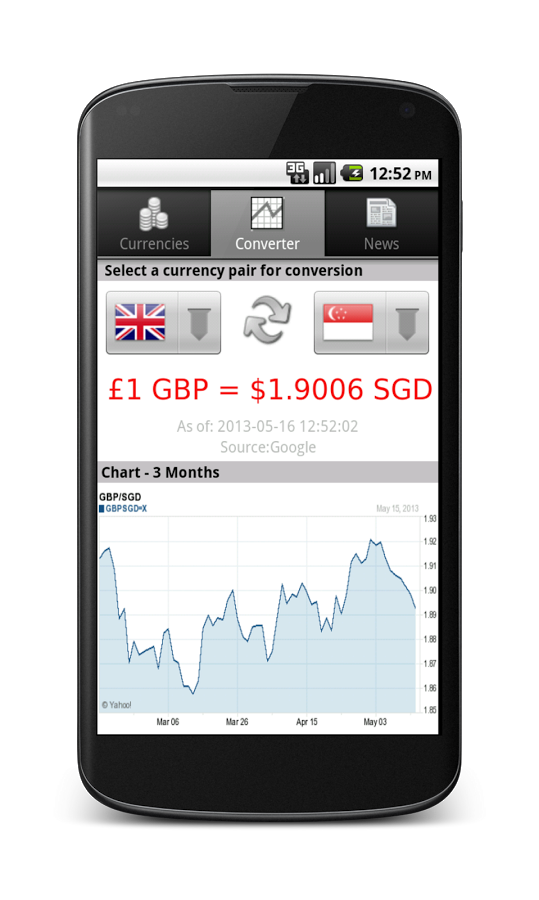 3G
12:52 PM
Currencies
Converter
News
Select a currency pair for conversion
£1 GBP = $1.9006 SGD
As of: 2013-05-16 12:52:02
Source:Google
Chart - 3 Months
GBP/SGD
GBPSGD=X
May 15, 2013
1.93
1.92
1.91
1.90
1.89
1.88
1.87
1.86
1.85
© Yahoo!
Mar 06
Mar 26
Apr 15
May 03